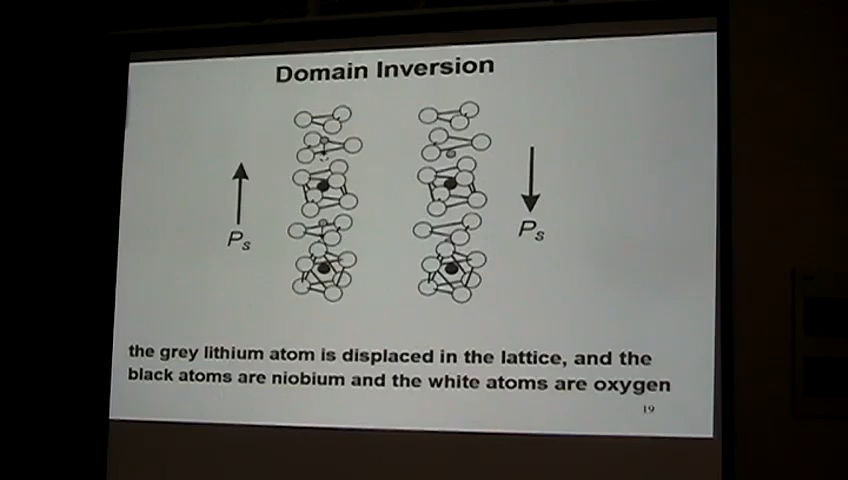 Domain Inversion
Ps
Ps
the grey lithium atom is displaced in the lattice, and the
black atoms are niobium and the white atoms are oxygen
19